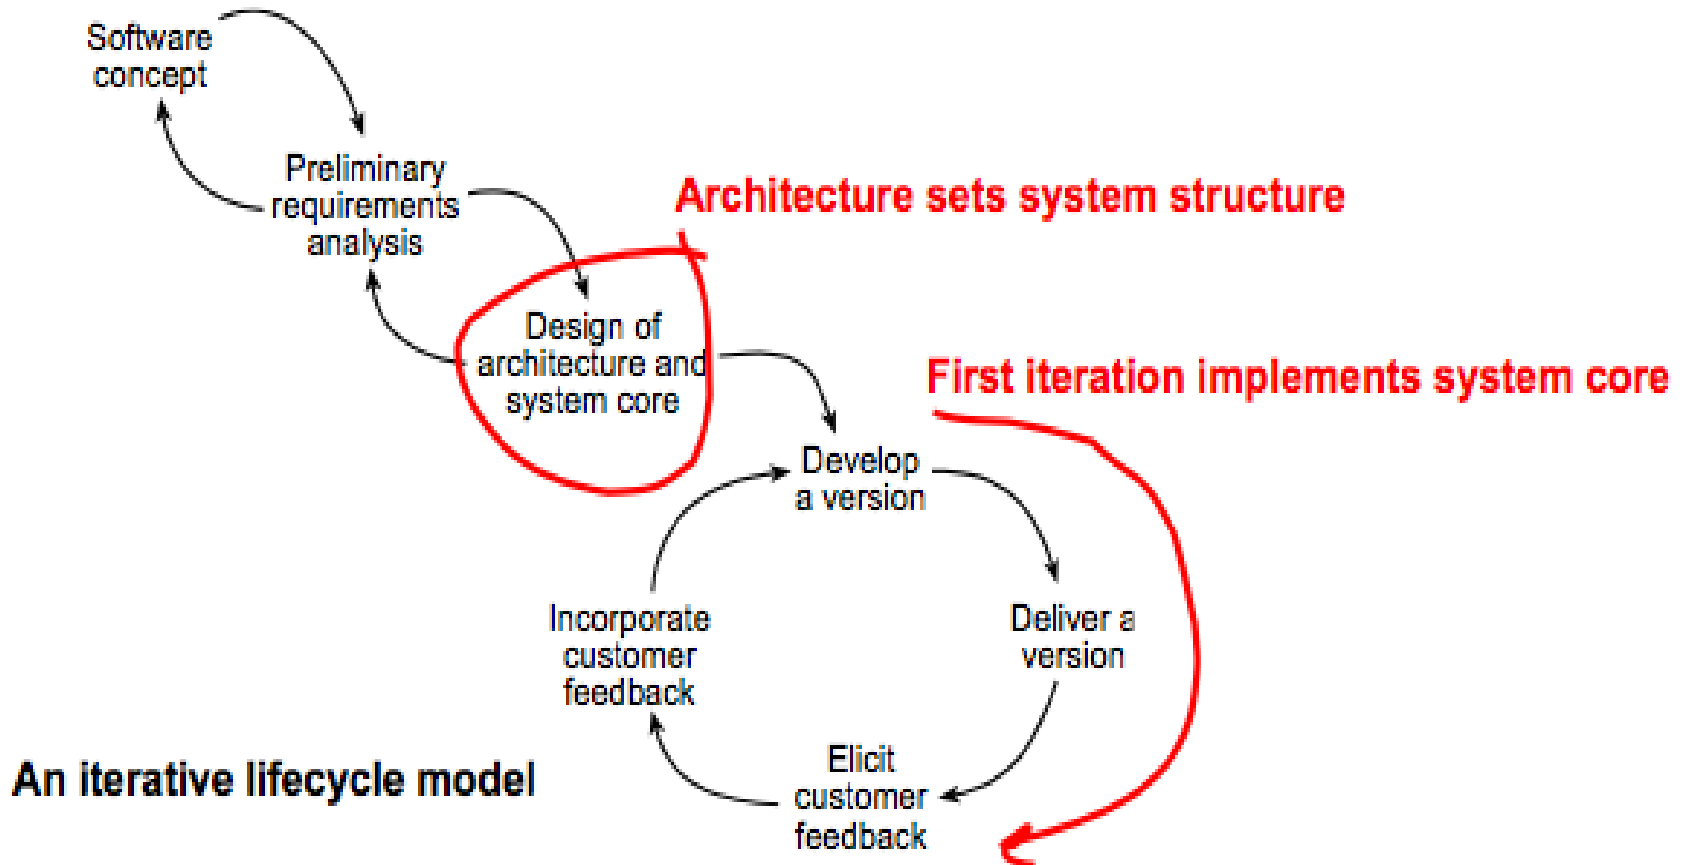 Software
concept
Preliminary
requirements
analysis
Architecture sets system structure
Design of
architecture and
system core
First iteration implements system core
Develop
a version
Incorporate
customer
feedback
Deliver a
version
Elicit
customer
feedback
An iterative lifecycle model